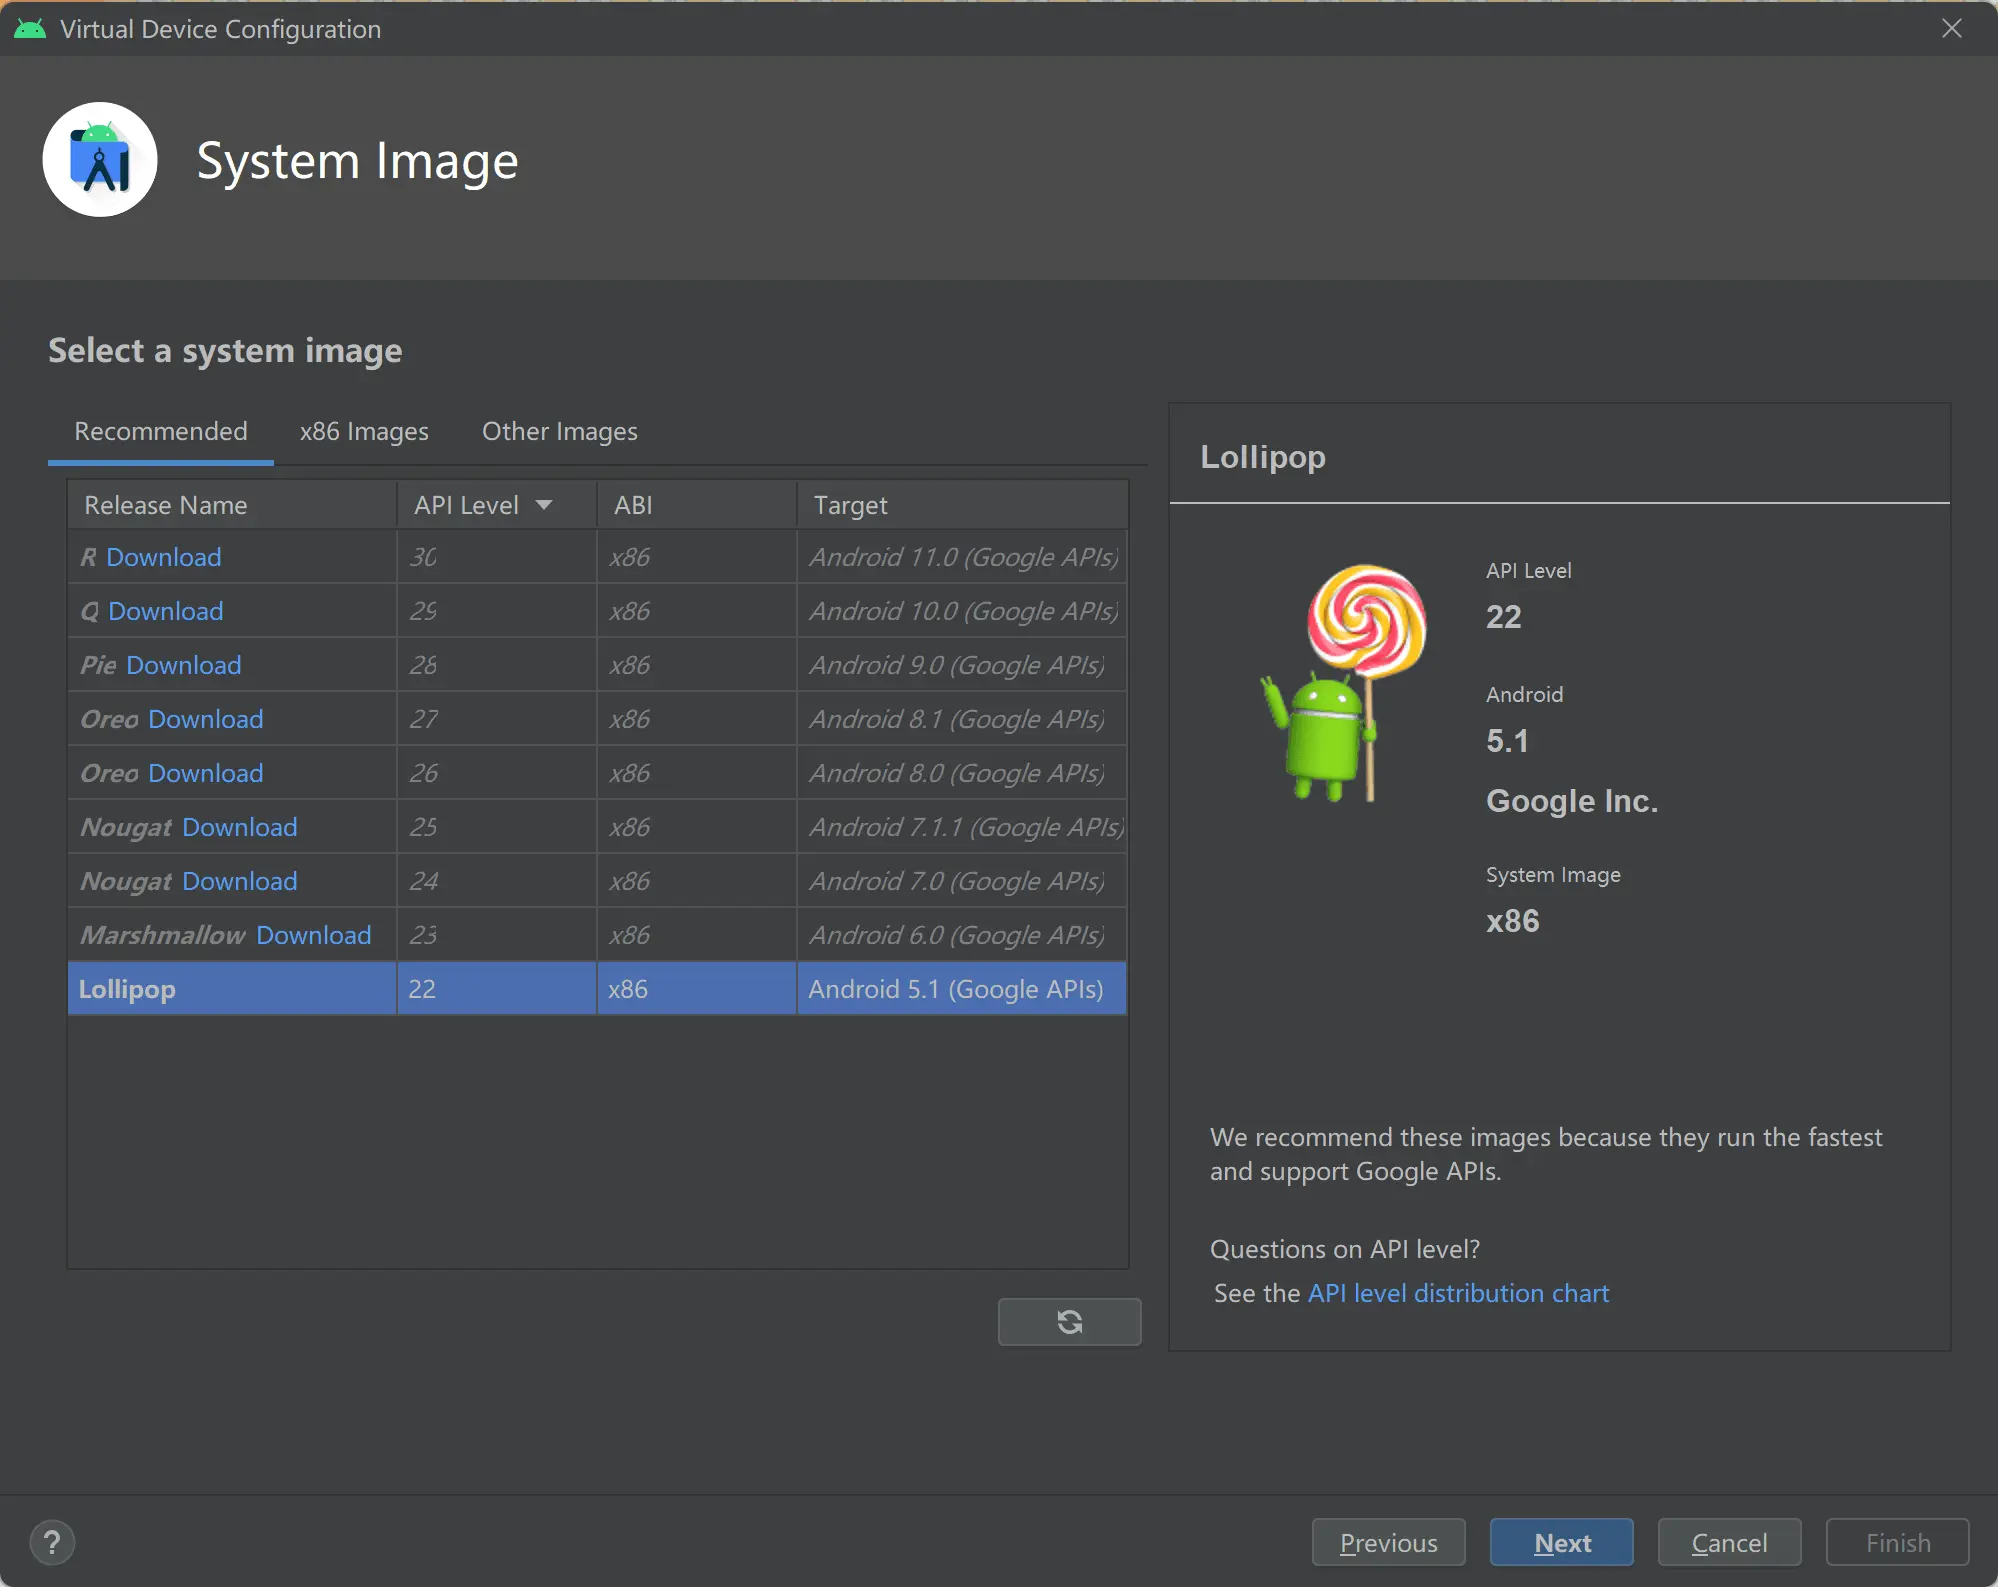 Virtual Device Configuration
System Image
Select a system image
Recommended x86 Images Other Images
Release Name API Level ABI Target
R Download 30 x86 Android 11.0 (Google APIs)
Q Download 29 x86 Android 10.0 (Google APIs)
Pie Download 28 x86 Android 9.0 (Google APIs)
Oreo Download 27 x86 Android 8.1 (Google APIs)
Oreo Download 26 x86 Android 8.0 (Google APIs)
Nougat Download 25 x86 Android 7.1.1 (Google APIs)
Nougat Download 24 x86 Android 7.0 (Google APIs)
Marshmallow Download 23 x86 Android 6.0 (Google APIs)
Lollipop 22 x86 Android 5.1 (Google APIs)
Lollipop
API Level
22
Android
5.1
Google Inc.
System Image
x86
We recommend these images because they run the fastest
and support Google APIs.
Questions on API level?
See the API level distribution chart
? Previous Next Cancel Finish